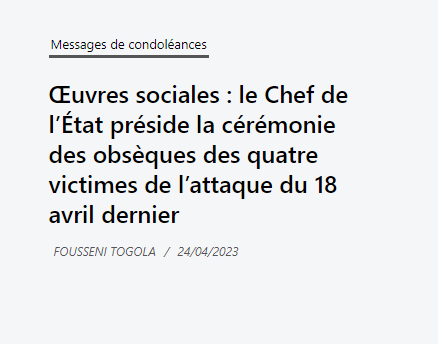 Messages de condoléances
Œuvres sociales : le Chef de
l’État préside la cérémonie
des obsèques des quatre
victimes de l’attaque du 18
avril dernier
FOUSSENI TOGOLA / 24/04/2023